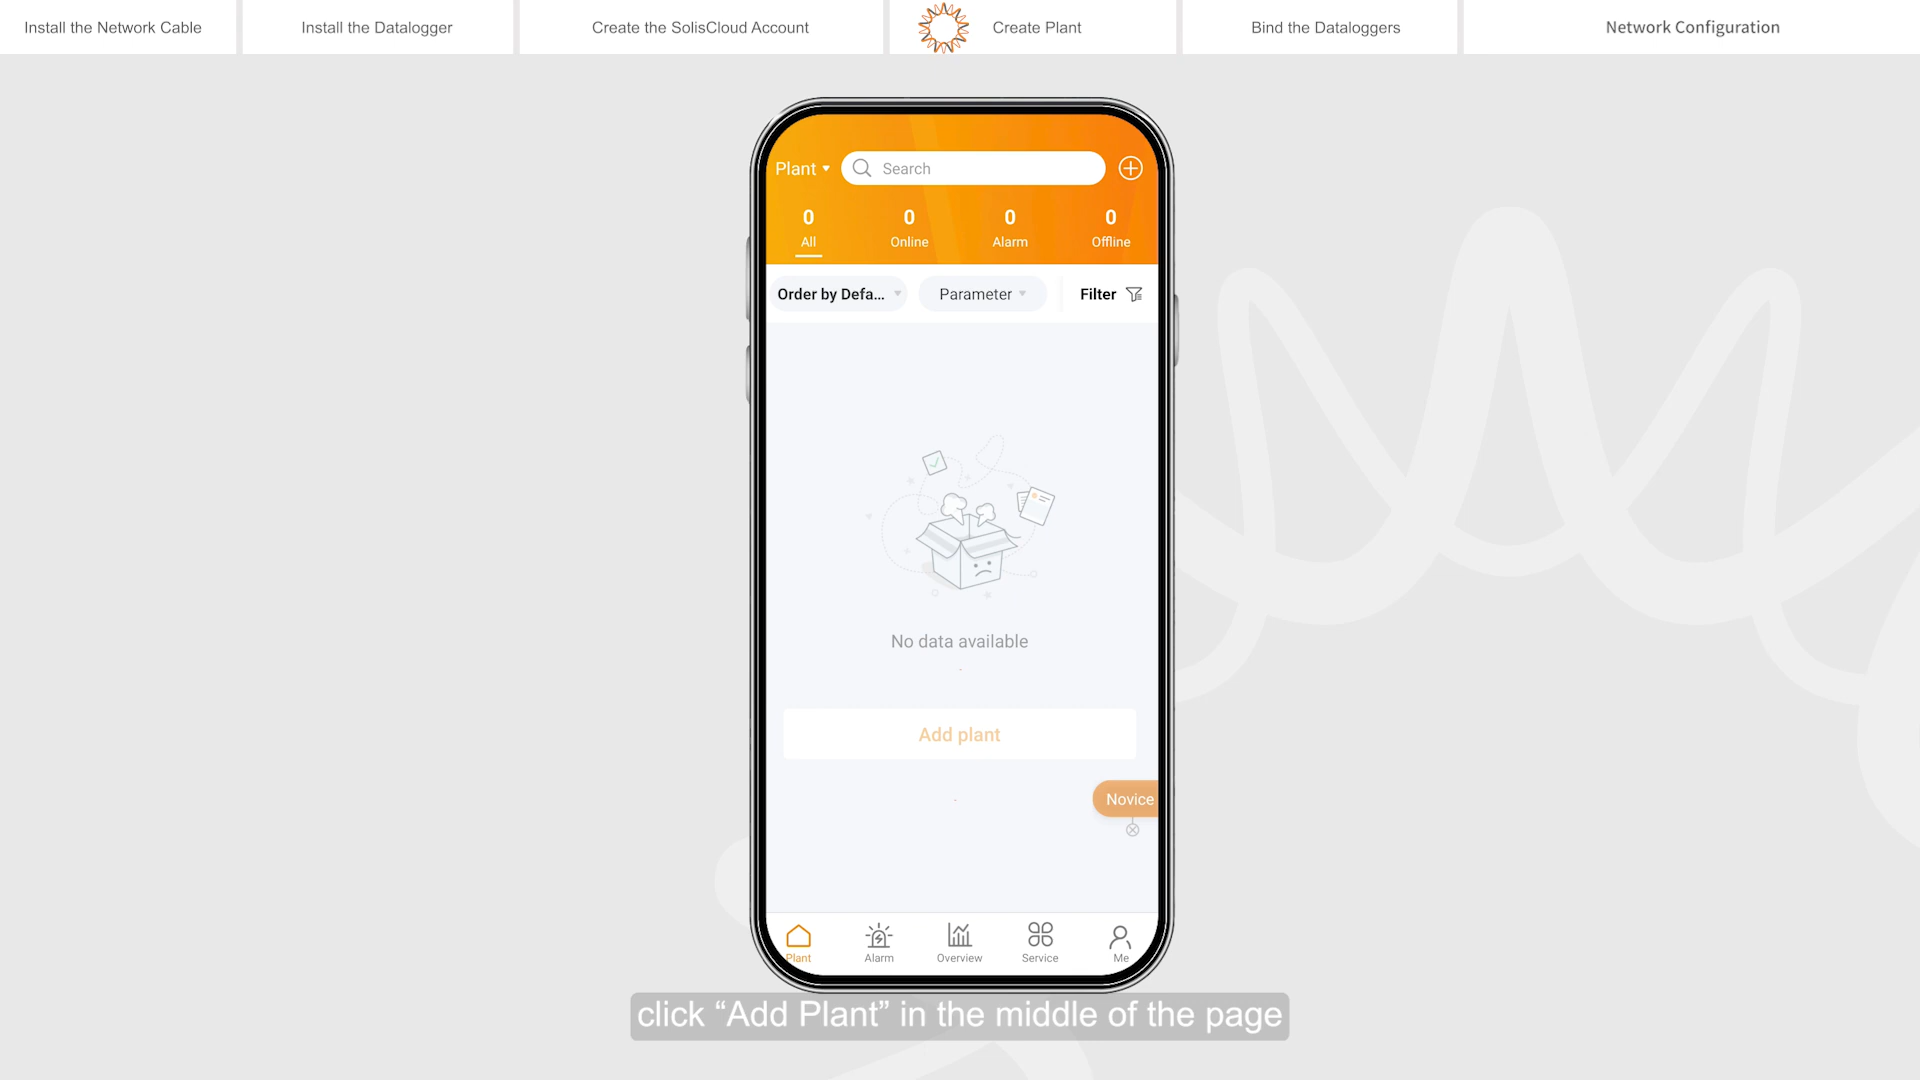 Install the Network Cable
Install the Datalogger
Create the SolisCloud Account
Create Plant
Bind the Dataloggers
Network Configuration
Plant
Search
0
0
0
0
All
Online
Alarm
Offline
Order by Defa...
Parameter
Filter
No data available
Add plant
Novice
Plant
Alarm
Overview
Service
Me
click “Add Plant” in the middle of the page